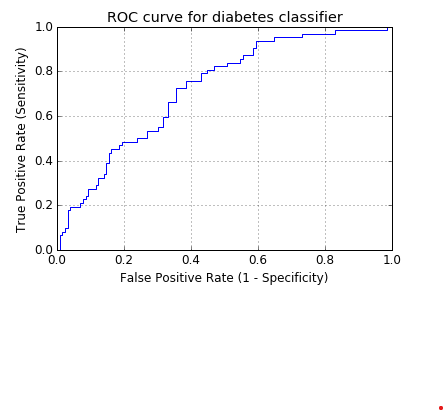 ROC curve for diabetes classifier
1.0
0.8
0.6
0.4
0.2
0.0
True Positive Rate (Sensitivity)
0.0 0.2 0.4 0.6 0.8 1.0
False Positive Rate (1 - Specificity)